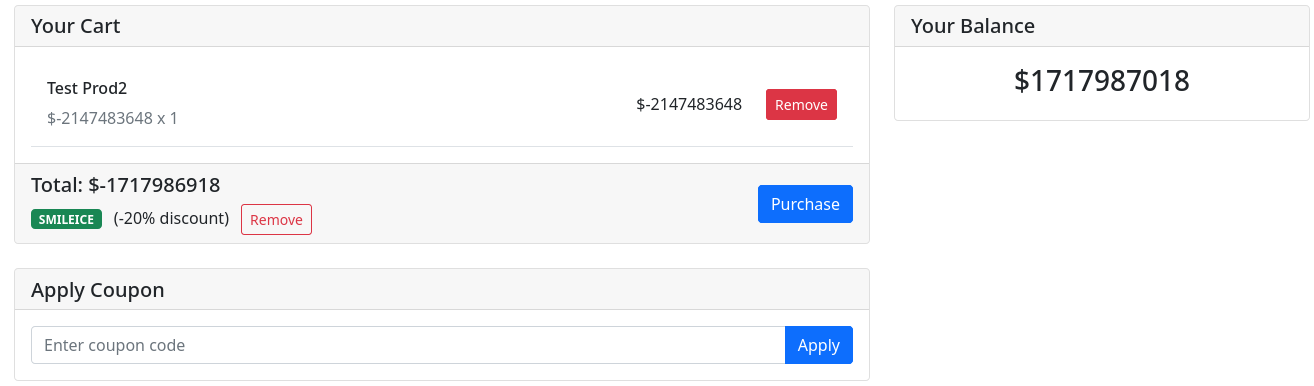 Your Cart
Test Prod2
$-2147483648 x 1
$-2147483648
Remove
Total: $-1717986918
SMILEICE (-20% discount) Remove
Purchase
Apply Coupon
Enter coupon code
Apply
Your Balance
$1717987018